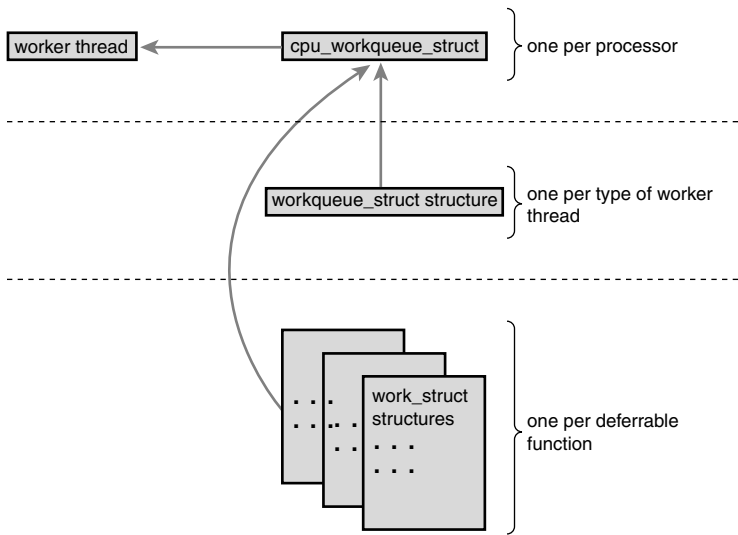 worker thread
cpu_workqueue_struct
one per processor
workqueue_struct structure
one per type of worker
thread
work_struct
structures
. . .
. . .
. . .
. . .
. . .
. . .
one per deferrable
function